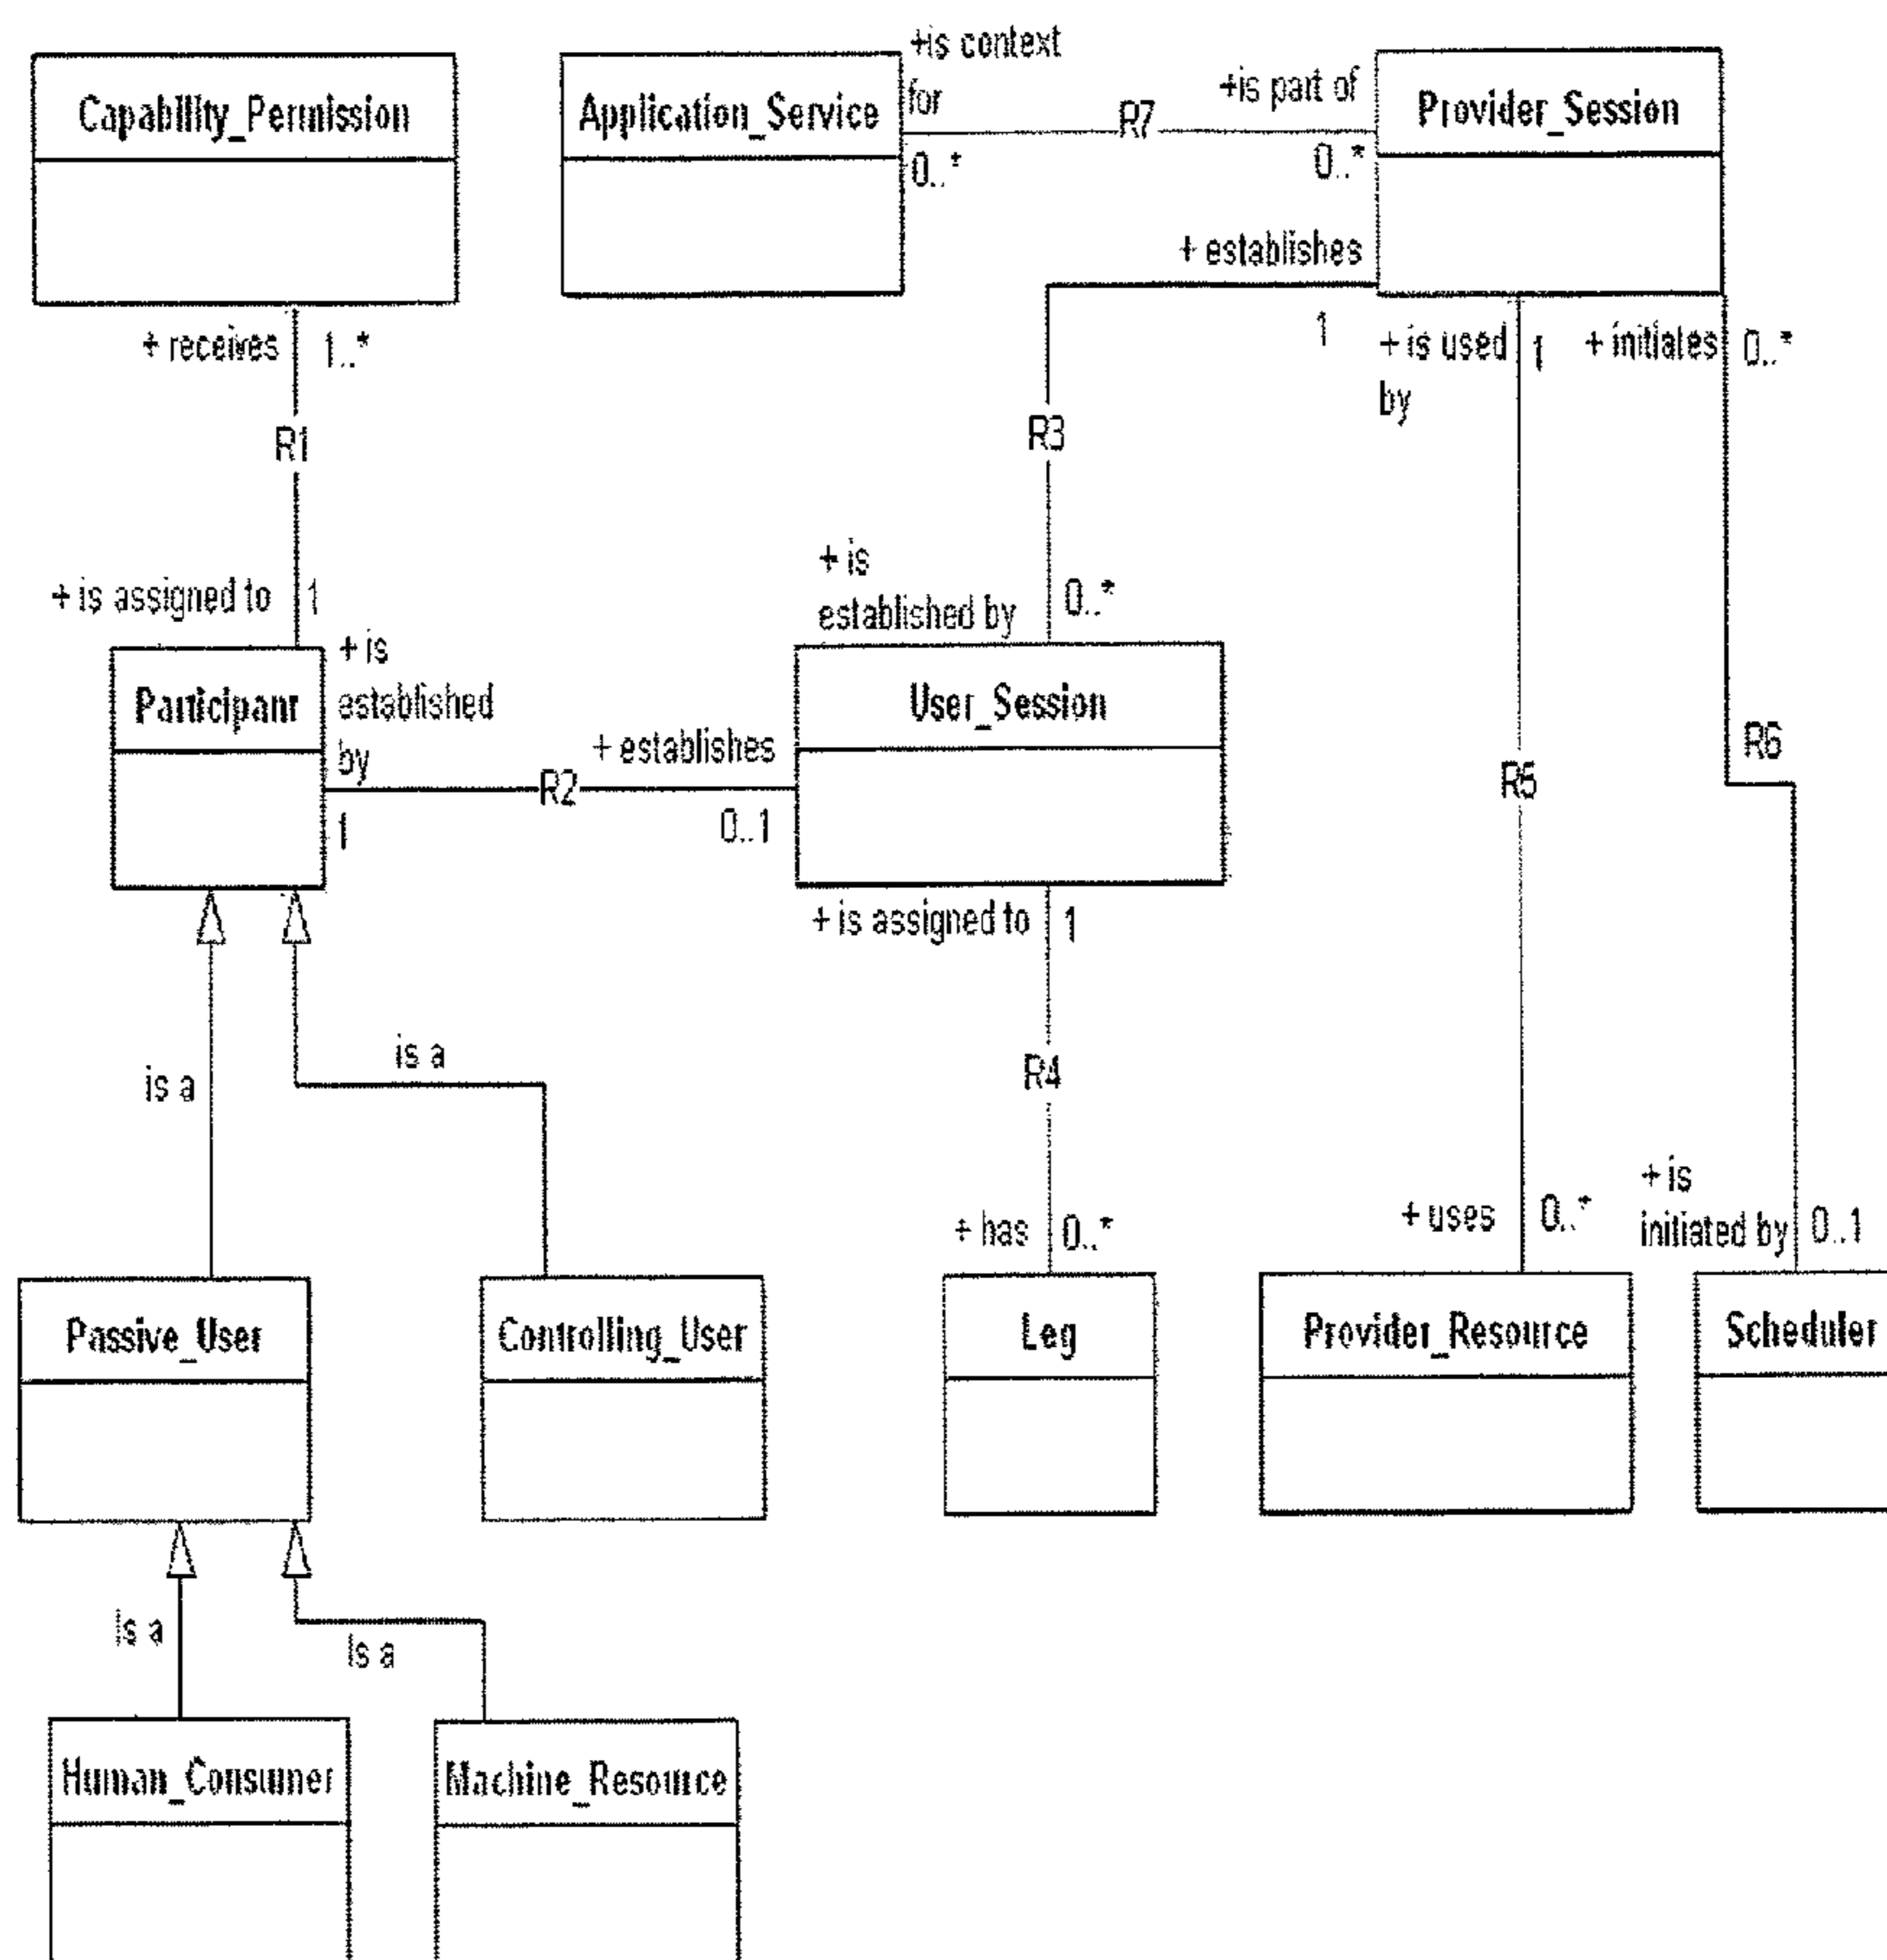 +is context
for
Capability_Permission
Application_Service
+is part of
Provider_Session
R7
0..*
0..*
+ establishes
1
+ receives
1..*
+ is used
by
1
+ initiates
0..*
R1
R3
+ is assigned to
1
+ is
established by
0..*
Participant
+ is
established
by
1
R2
+ establishes
0..1
User_Session
R5
R6
+ is assigned to
1
is a
is a
R4
+ has
0..*
+ uses
0..*
+ is
initiated by
0..1
Passive_User
Controlling_User
Leg
Provider_Resource
Scheduler
is a
is a
Human_Consumer
Machine_Resource